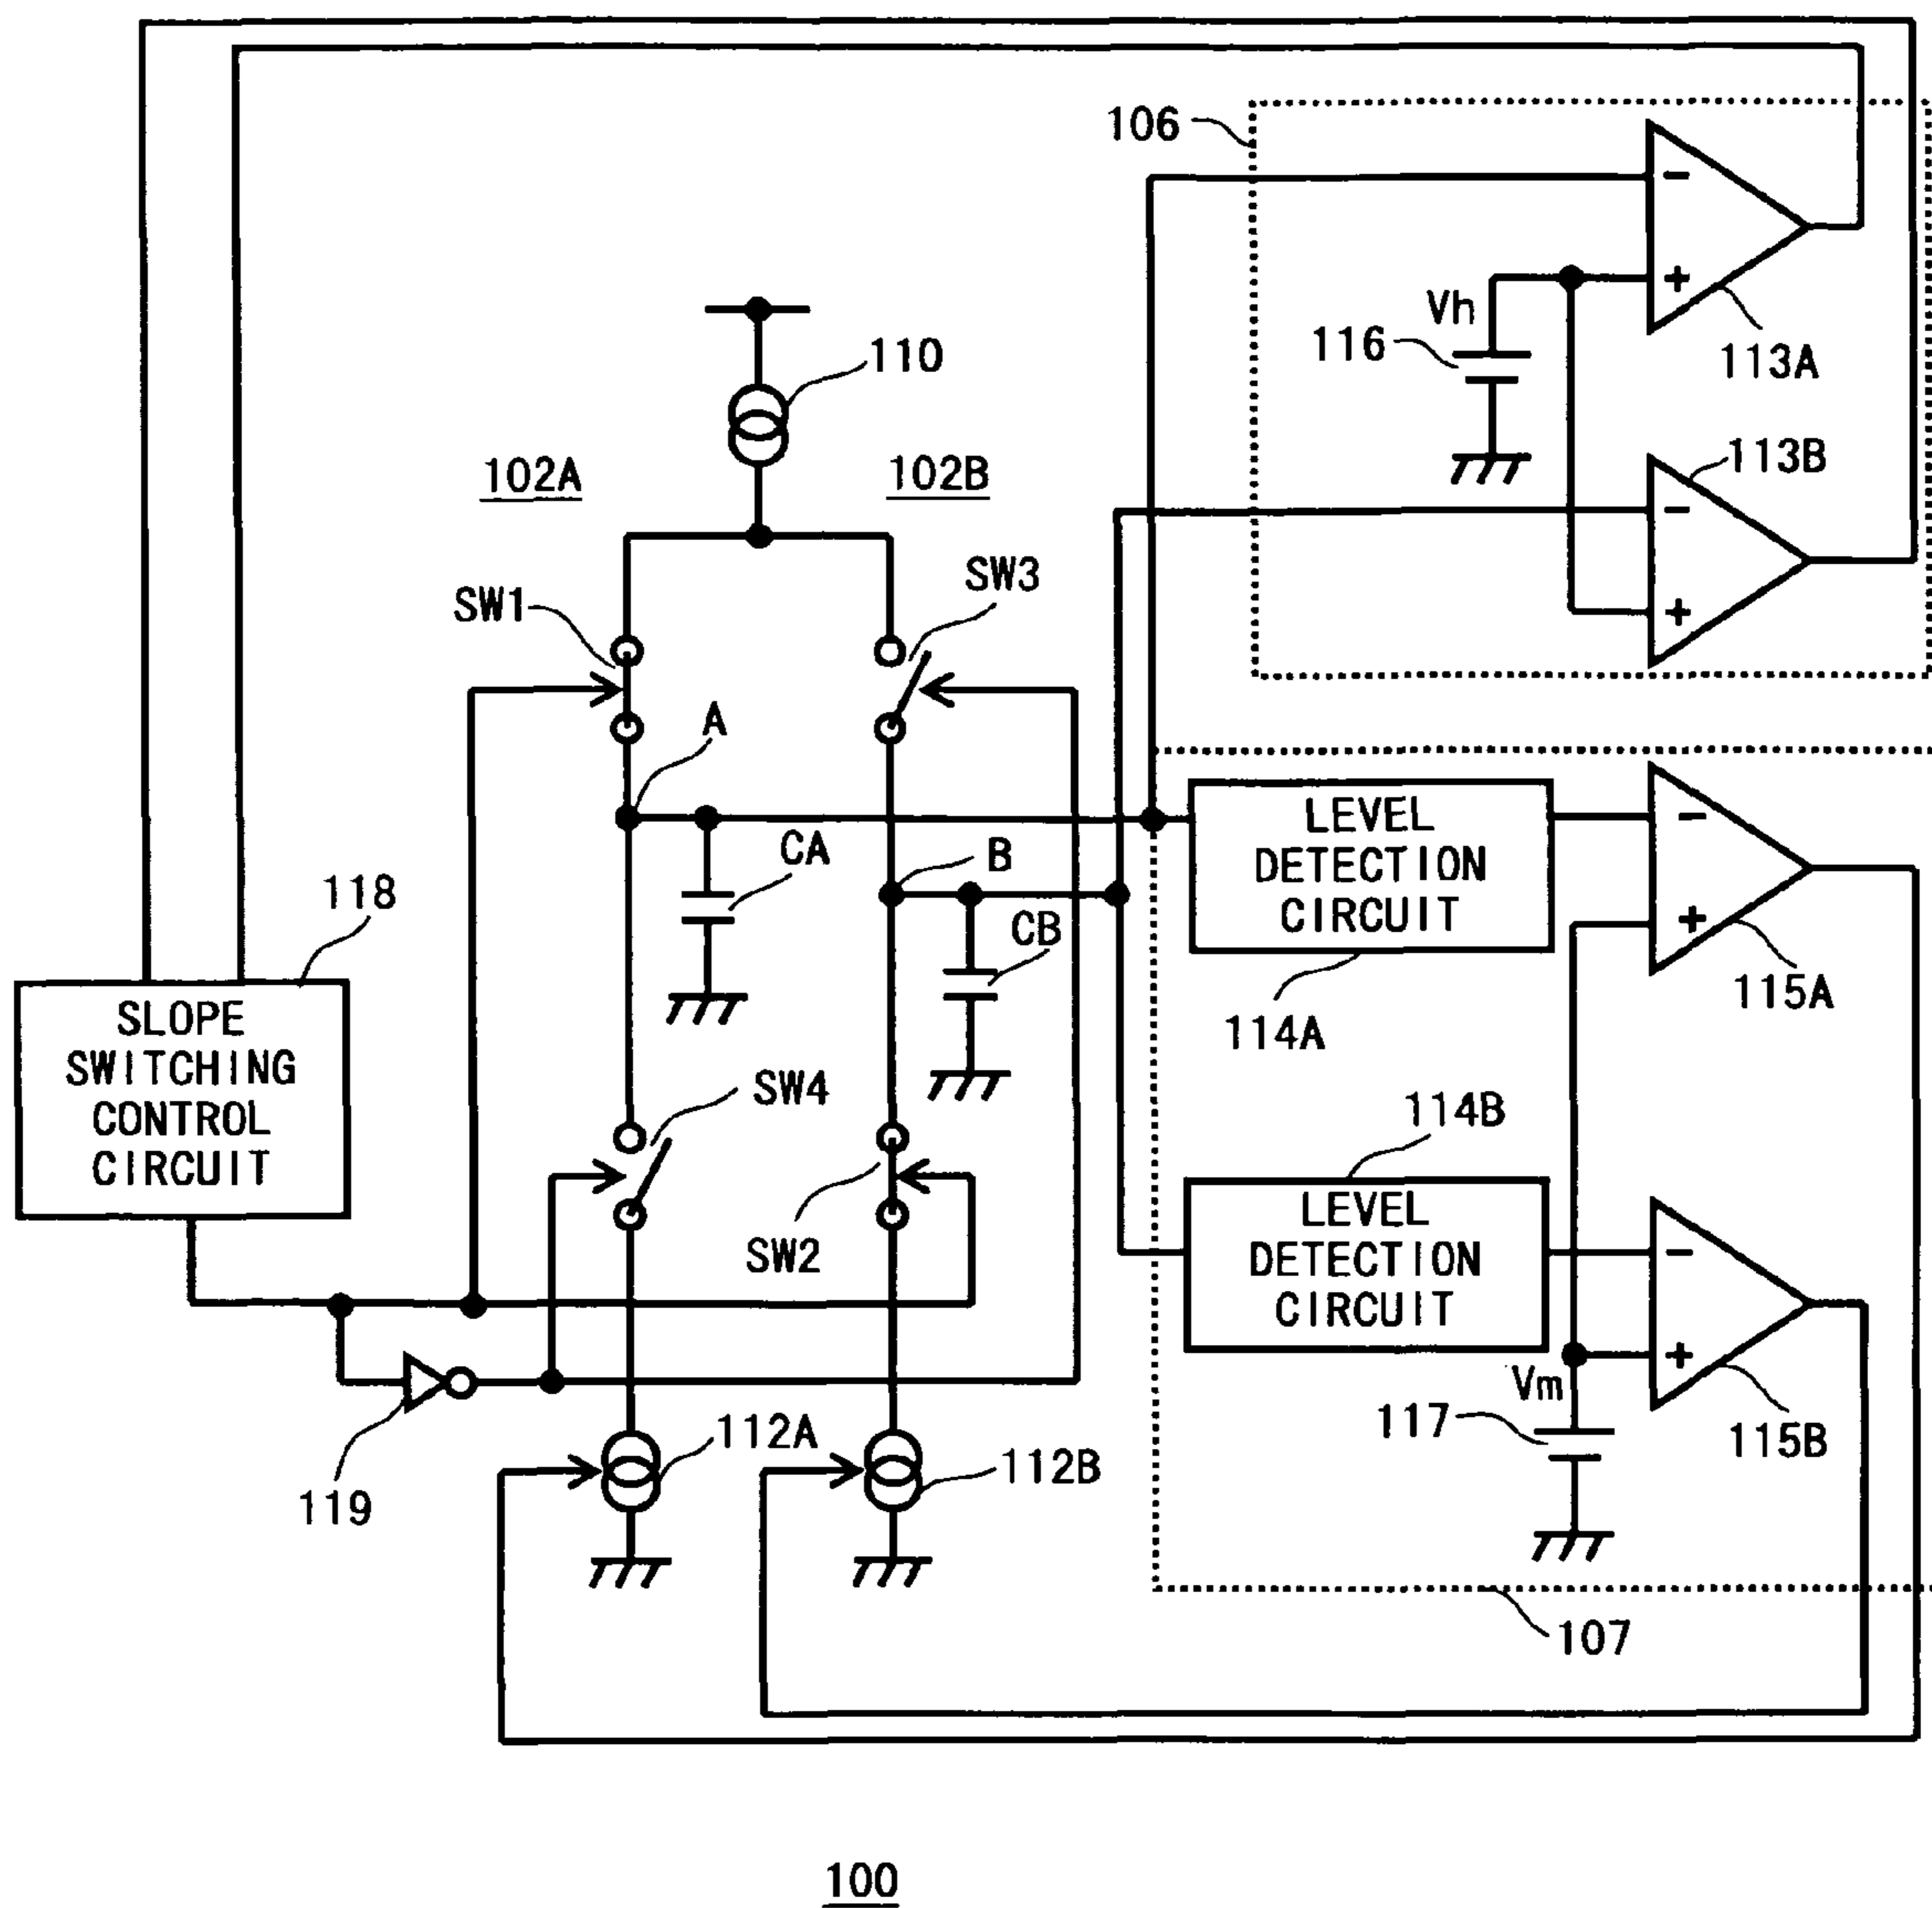 106
-
+
Vh
116
113A
110
102A
102B
113B
-
+
SW1
SW3
A
LEVEL
DETECTION
CIRCUIT
-
+
CA
B
118
CB
115A
114A
SLOPE
SWITCHING
CONTROL
CIRCUIT
SW4
114B
SW2
LEVEL
DETECTION
CIRCUIT
-
+
Vm
117
115B
112A
112B
119
107
100